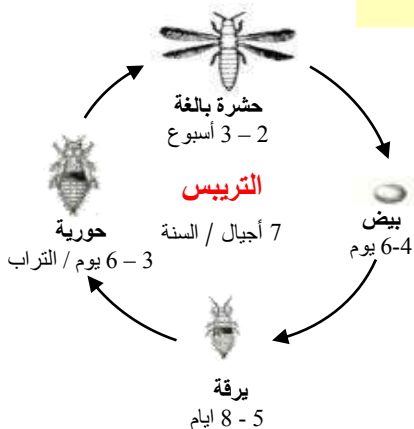 حشرة بالغة
2 – 3 أسبوع
التريبس
7 أجيال / السنة
بيض
4-6 يوم
يرقة
5 - 8 ايام
حورية
3 – 6 يوم / التراب